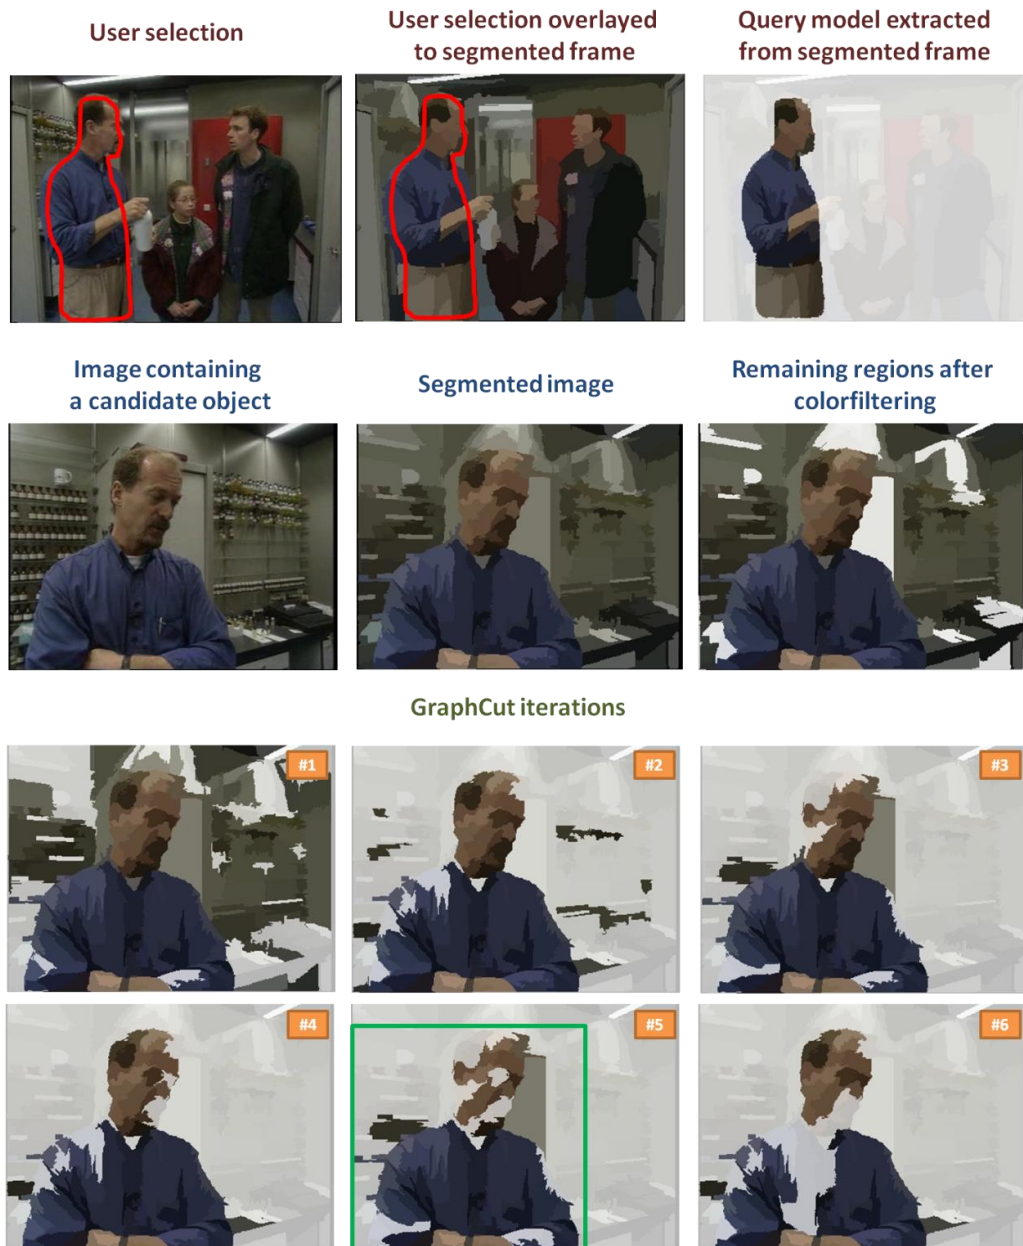 User selection
User selection overlayed
to segmented frame
Query model extracted
from segmented frame
Image containing
a candidate object
Segmented image
Remaining regions after
colorfiltering
GraphCut iterations
#1
#2
#3
#4
#5
#6